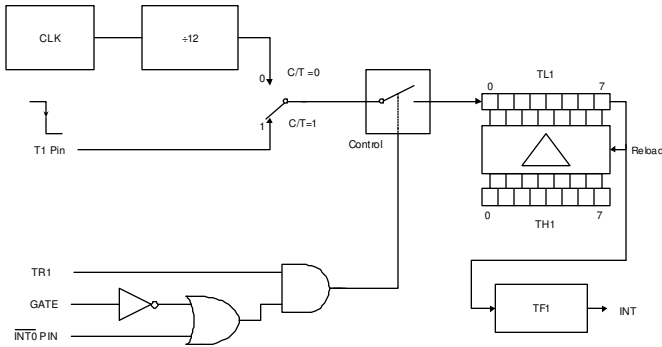 CLK
÷12
0
C/T =0
1
C/T=1
T1 Pin
Control
TL1
0
7
Reload
0
7
TH1
TR1
GATE
INT0 PIN
TF1
INT